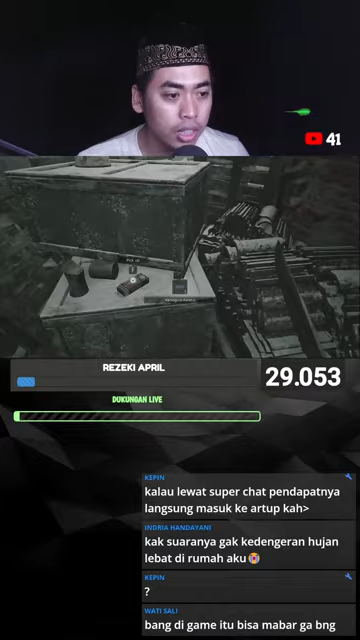 41
Pick up
REZEKI APRIL
29.053
DUKUNGAN LIVE
KEPIN
kalau lewat super chat pendapatnya
langsung masuk ke artup kah>
INDRIA HANDAYANI
kak suaranya gak kedengeran hujan
lebat di rumah aku
KEPIN
?
WATI SALI
bang di game itu bisa mabar ga bng